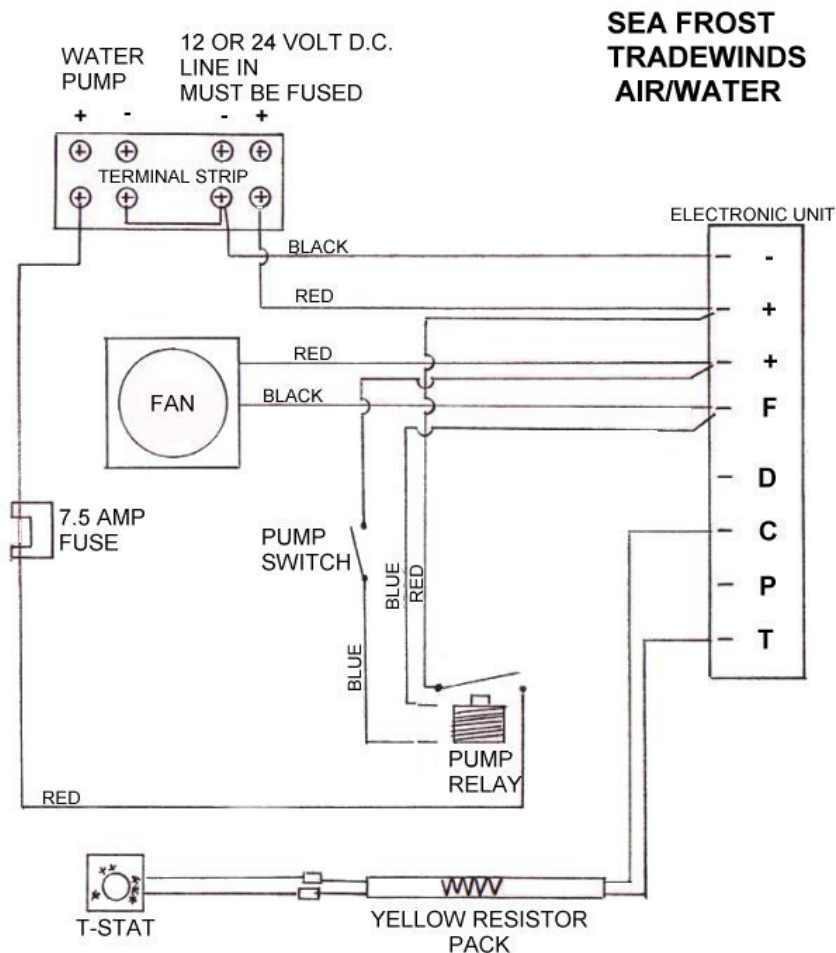 SEA FROST
TRADEWINDS
AIR/WATER
WATER
PUMP
12 OR 24 VOLT D.C.
LINE IN
MUST BE FUSED
+ - - +
TERMINAL STRIP
ELECTRONIC UNIT
BLACK
-
RED
+
RED
+
FAN
BLACK
F
D
7.5 AMP
FUSE
PUMP
SWITCH
C
BLUE
RED
P
T
BLUE
PUMP
RELAY
RED
T-STAT
YELLOW RESISTOR
PACK